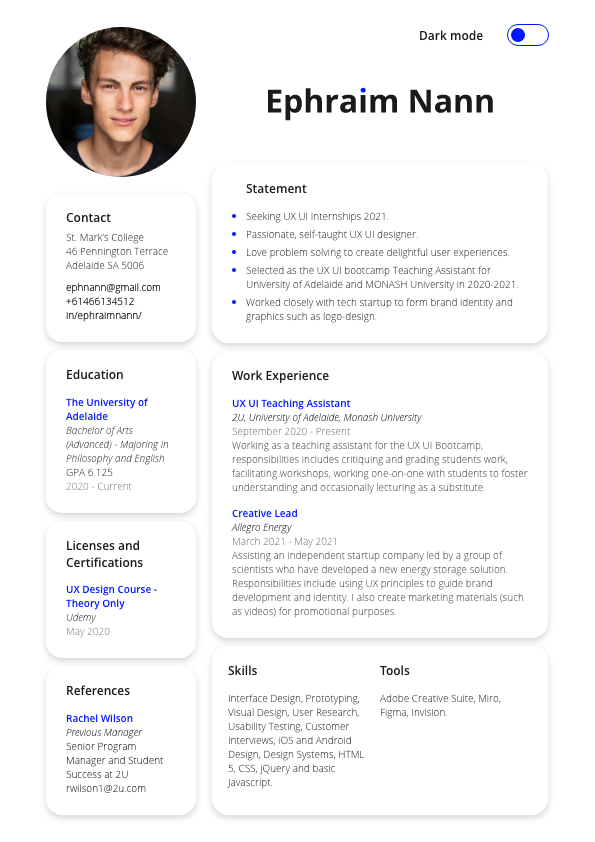 Dark mode
Ephraim Nann
Contact
St. Mark's College
46 Pennington Terrace
Adelaide SA 5006
ephnann@gmail.com
+61466134512
in/ephraimnann/
Education
The University of
Adelaide
Bachelor of Arts
(Advanced) - Majoring in
Philosophy and English
GPA 6.125
2020 - Current
Licenses and
Certifications
UX Design Course -
Theory Only
Udemy
May 2020
References
Rachel Wilson
Previous Manager
Senior Program
Manager and Student
Success at 2U
rwilson1@2u.com
Statement
Seeking UX UI Internships 2021.
Passionate, self-taught UX UI designer.
Love problem solving to create delightful user experiences.
Selected as the UX UI bootcamp Teaching Assistant for
University of Adelaide and MONASH University in 2020-2021.
Worked closely with tech startup to form brand identity and
graphics such as logo-design.
Work Experience
UX UI Teaching Assistant
2U, University of Adelaide, Monash University
September 2020 - Present
Working as a teaching assistant for the UX UI Bootcamp,
responsibilities includes critiquing and grading students work,
facilitating workshops, working one-on-one with students to foster
understanding and occasionally lecturing as a substitute.
Creative Lead
Allegro Energy
March 2021 - May 2021
Assisting an independent startup company led by a group of
scientists who have developed a new energy storage solution.
Responsibilities include using UX principles to guide brand
development and identity. I also create marketing materials (such
as videos) for promotional purposes.
Skills
Interface Design, Prototyping,
Visual Design, User Research,
Usability Testing, Customer
Interviews, iOS and Android
Design, Design Systems, HTML
5, CSS, jQuery and basic
Javascript.
Tools
Adobe Creative Suite, Miro,
Figma, Invision.